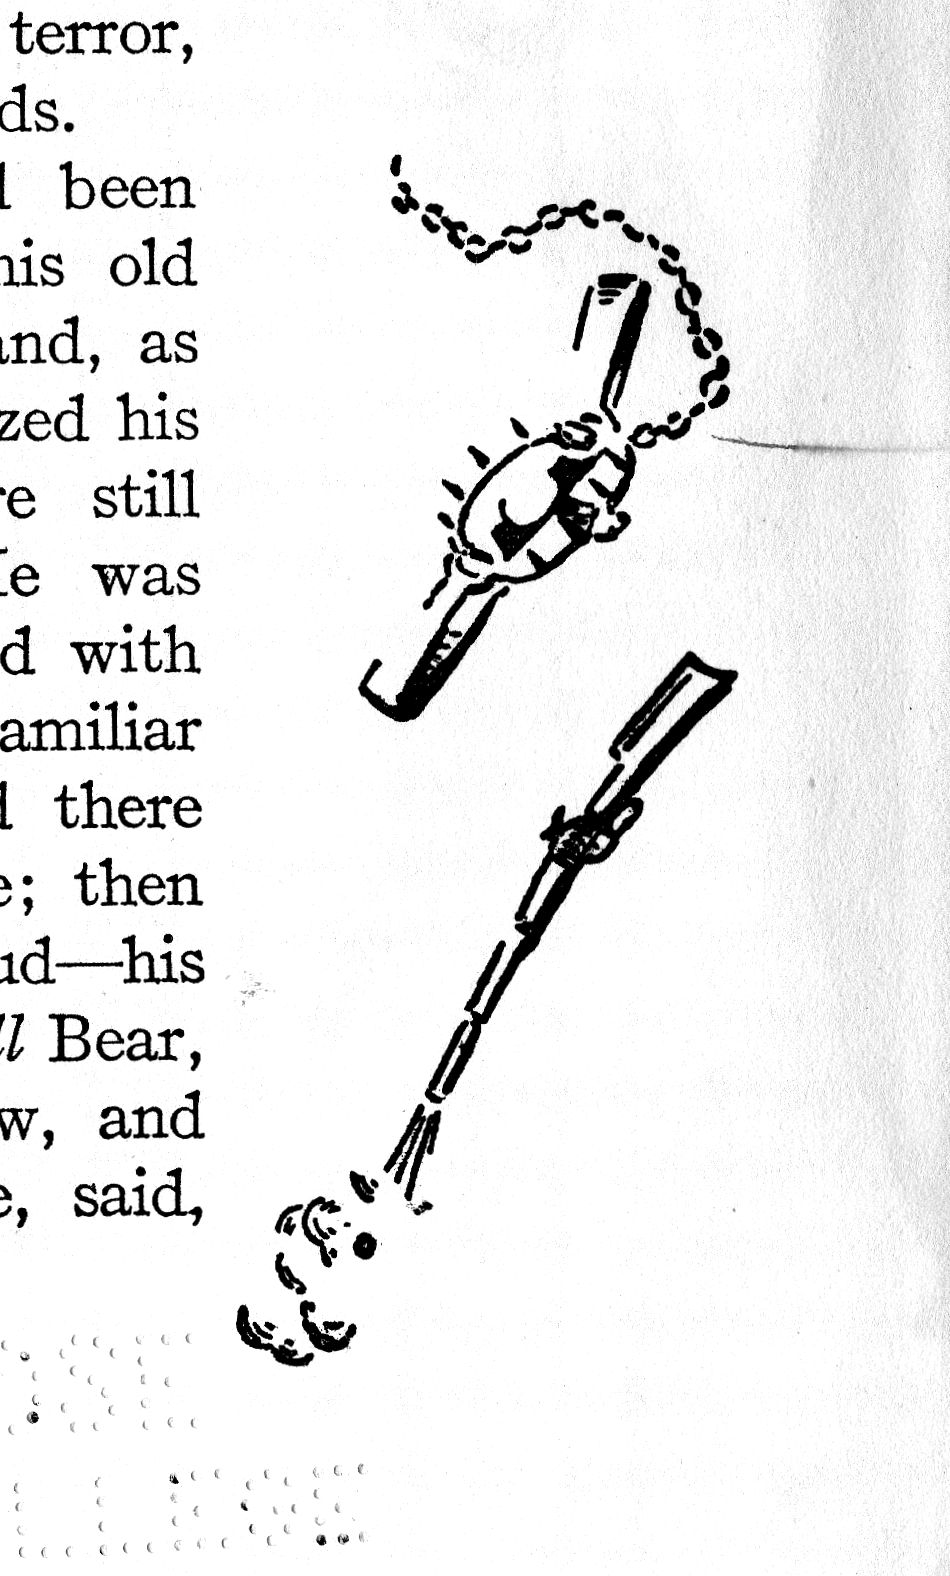 terror,
ds.
been
his old
and, as
zed his
re still
He was
d with
amiliar
there
e; then
ud—his
ll Bear,
w, and
e, said,